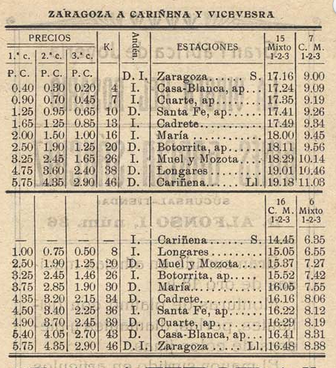 ZARAGOZA A CARIÑENA Y VICEVESRA
PRECIOS K. Andén ESTACIONES 15 Mixto 1-2-3 7 C. M. 1-2-3
1.ª c. 2.ª c. 3.ª c.
P. C. P. C. P. C. D. I. Zaragoza........ S. 17.16 9.00
0.40 0.30 0.20 4 I. Casa-Blanca, ap... 17.24 9.09
0.90 0.70 0.45 7 I. Cuarte, ap....... 17.35 9.19
1.25 0.95 0.65 10 D. Santa Fe, ap..... 17.41 9.26
1.65 1.25 0.85 13 I. Cadrete.......... 17.49 9.34
2.00 1.50 1.00 16 I. María............ 18.00 9.45
2.50 1.90 1.25 20 D. Botorrita, ap.... 18.11 9.56
3.25 2.45 1.65 26 I. Muel y Mozota.... 18.29 10.14
4.75 3.60 2.40 38 D. Longares......... 19.01 10.46
5.75 4.35 2.90 46 D. Cariñena....... Ll. 19.18 11.03
16 C. M. 1-2-3 6 Mixto 1-2-3
I. Cariñena........ S. 14.45 6.35
1.00 0.75 0.50 8 I. Longares......... 15.05 6.55
2.50 1.90 1.25 20 D. Muel y Mozota.... 15.37 7.27
3.25 2.45 1.46 26 I. Botorrita, ap.... 15.52 7.42
3.75 2.85 1.90 30 D. María............ 16.05 7.55
4.35 3.20 2.15 34 D. Cadrete.......... 16.16 8.06
4.50 3.40 2.25 36 I. Santa Fe, ap..... 16.22 8.12
4.90 3.70 2.45 39 D. Cuarte, ap....... 16.29 8.19
5.40 4.05 2.70 43 D. Casa-Blanca, ap... 16.41 8.31
5.75 4.35 2.90 46 D. I. Zaragoza....... Ll. 16.48 8.38